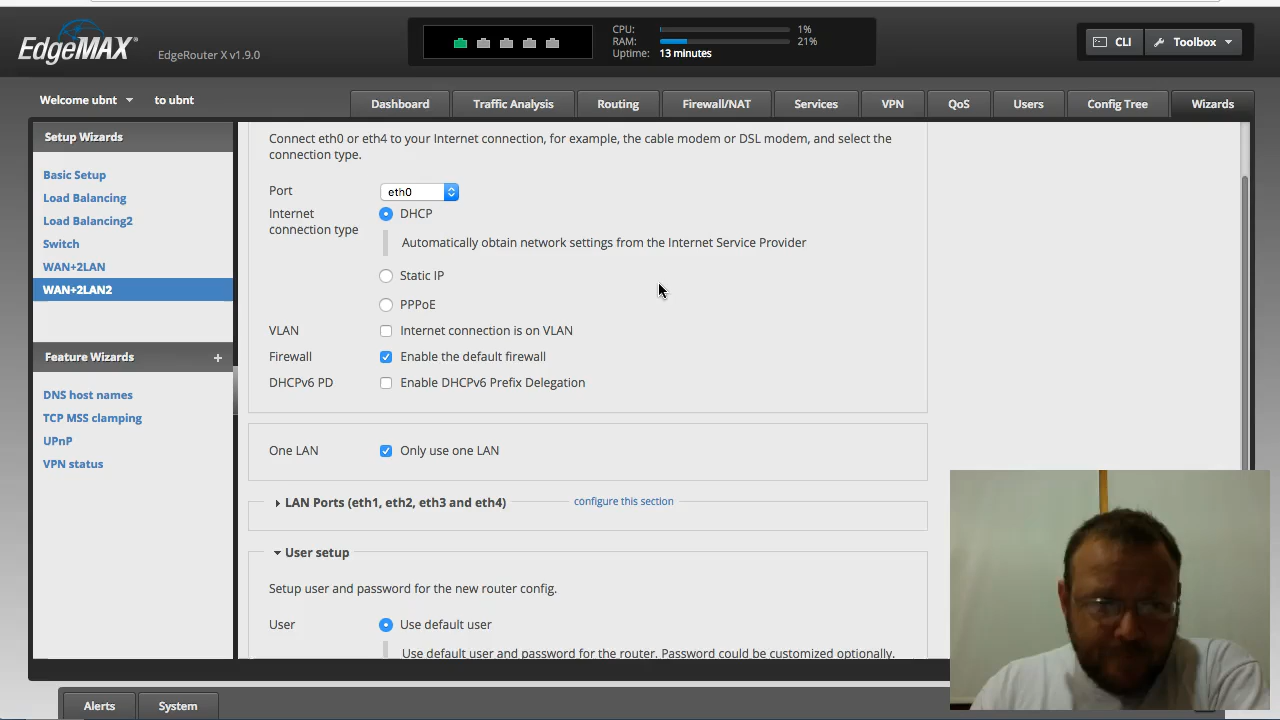 EdgeMAX®
EdgeRouter X v1.9.0
CPU: 1%
RAM: 21%
Uptime: 13 minutes
CLI
Toolbox
Welcome ubnt
to ubnt
Dashboard
Traffic Analysis
Routing
Firewall/NAT
Services
VPN
QoS
Users
Config Tree
Wizards
Setup Wizards
Basic Setup
Load Balancing
Load Balancing2
Switch
WAN+2LAN
WAN+2LAN2
Feature Wizards +
DNS host names
TCP MSS clamping
UPnP
VPN status
Connect eth0 or eth4 to your Internet connection, for example, the cable modem or DSL modem, and select the
connection type.
Port eth0
Internet
connection type
DHCP
Automatically obtain network settings from the Internet Service Provider
Static IP
PPPoE
VLAN Internet connection is on VLAN
Firewall Enable the default firewall
DHCPv6 PD Enable DHCPv6 Prefix Delegation
One LAN Only use one LAN
LAN Ports (eth1, eth2, eth3 and eth4) configure this section
User setup
Setup user and password for the new router config.
User Use default user
Use default user and password for the router. Password could be customized optionally.
Alerts
System